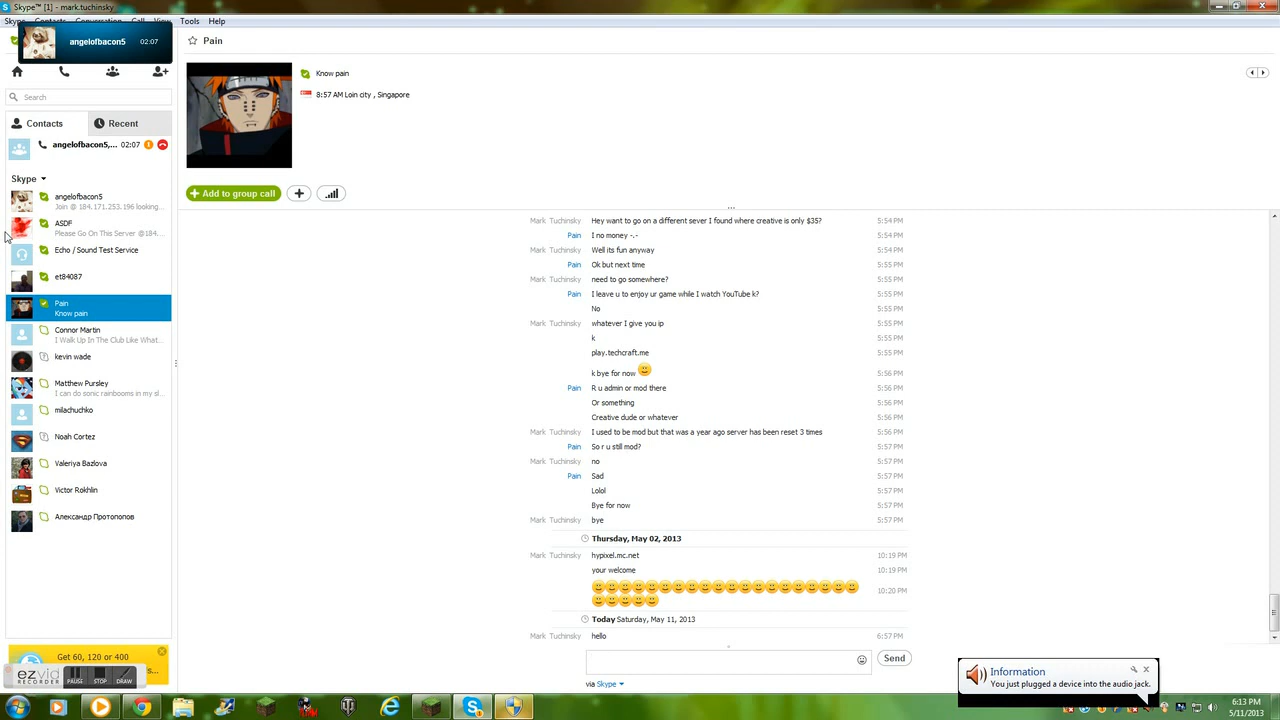 Skype™ [1] - mark.tuchinsky
Skype Contacts Conversation Call View Tools Help
angelofbacon5 02:07
Pain
Know pain
8:57 AM Loin city , Singapore
Search
Contacts
Recent
angelofbacon5,... 02:07
Add to group call
Skype
angelofbacon5
Join @ 184.171.253.196 looking...
ASDF
Please Go On This Server @184....
Echo / Sound Test Service
et84087
Pain
Know pain
Connor Martin
I Walk Up In The Club Like What...
kevin wade
Matthew Pursley
I can do sonic rainbooms in my sl...
milachuchko
Noah Cortez
Valeriya Bazlova
Victor Rokhlin
Александр Протопопов
Mark Tuchinsky Hey want to go on a different sever I found where creative is only $35? 5:54 PM
Pain I no money -.- 5:54 PM
Mark Tuchinsky Well its fun anyway 5:54 PM
Pain Ok but next time 5:55 PM
Mark Tuchinsky need to go somewhere? 5:55 PM
Pain I leave u to enjoy ur game while I watch YouTube k? 5:55 PM
No 5:55 PM
Mark Tuchinsky whatever I give you ip 5:55 PM
k 5:55 PM
play.techcraft.me 5:55 PM
k bye for now 5:56 PM
Pain R u admin or mod there 5:56 PM
Or something 5:56 PM
Creative dude or whatever 5:56 PM
Mark Tuchinsky I used to be mod but that was a year ago server has been reset 3 times 5:56 PM
Pain So r u still mod? 5:57 PM
Mark Tuchinsky no 5:57 PM
Pain Sad 5:57 PM
Lolol 5:57 PM
Bye for now 5:57 PM
Mark Tuchinsky bye 5:57 PM
Thursday, May 02, 2013
Mark Tuchinsky hypixel.mc.net 10:19 PM
your welcome 10:19 PM
10:20 PM
Today Saturday, May 11, 2013
Mark Tuchinsky hello 6:57 PM
Send
via Skype
Get 60, 120 or 400
s...
ezvid
RECORDER
PAUSE STOP DRAW
Information
You just plugged a device into the audio jack.
6:13 PM
5/11/2013